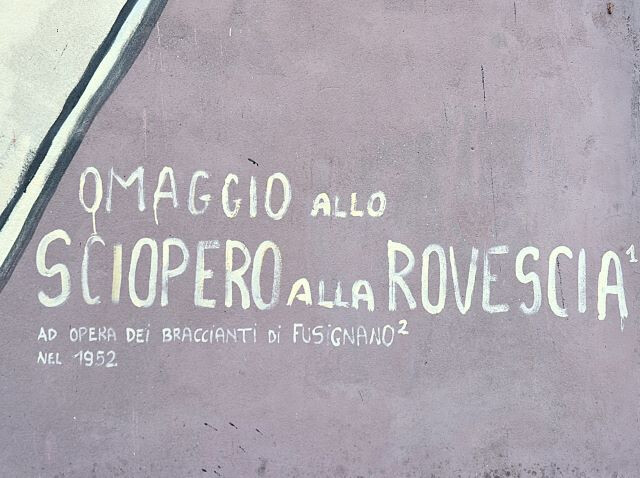 OMAGGIO ALLO
SCIOPERO ALLA ROVESCIA¹
AD OPERA DEI BRACCIANTI DI FUSIGNANO²
NEL 1952